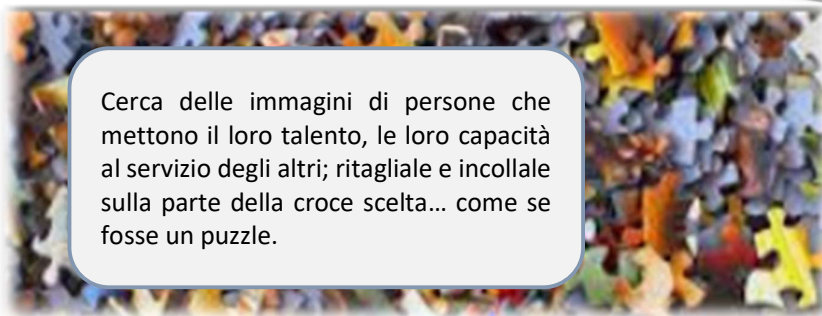 Cerca delle immagini di persone che
mettono il loro talento, le loro capacità
al servizio degli altri; ritagliale e incollale
sulla parte della croce scelta… come se
fosse un puzzle.